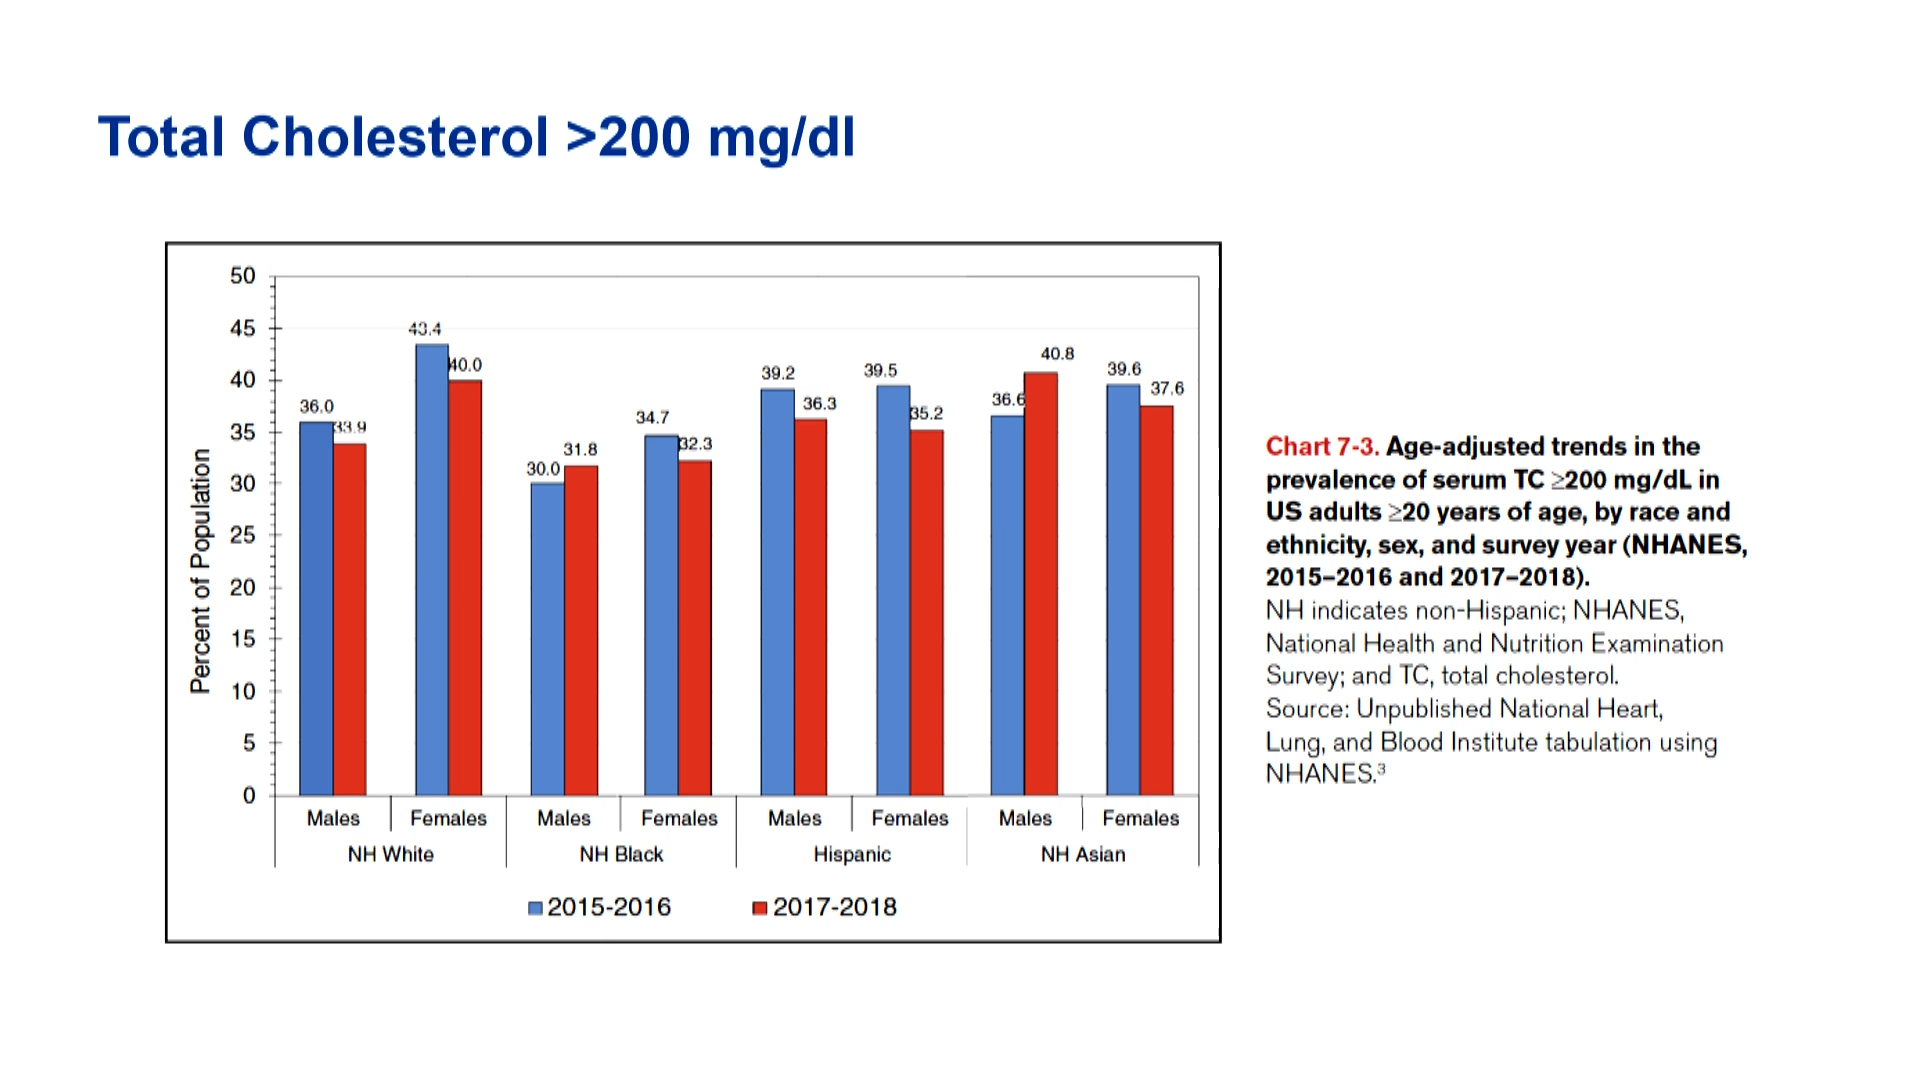 Total Cholesterol >200 mg/dl
50
45
40
35
30
25
20
15
10
5
0
Percent of Population
36.0
33.9
43.4
40.0
30.0
31.8
34.7
32.3
39.2
36.3
39.5
35.2
36.6
40.8
39.6
37.6
Males Females Males Females Males Females Males Females
NH White NH Black Hispanic NH Asian
2015-2016 2017-2018
Chart 7-3. Age-adjusted trends in the
prevalence of serum TC ≥200 mg/dL in
US adults ≥20 years of age, by race and
ethnicity, sex, and survey year (NHANES,
2015–2016 and 2017–2018).
NH indicates non-Hispanic; NHANES,
National Health and Nutrition Examination
Survey; and TC, total cholesterol.
Source: Unpublished National Heart,
Lung, and Blood Institute tabulation using
NHANES.³